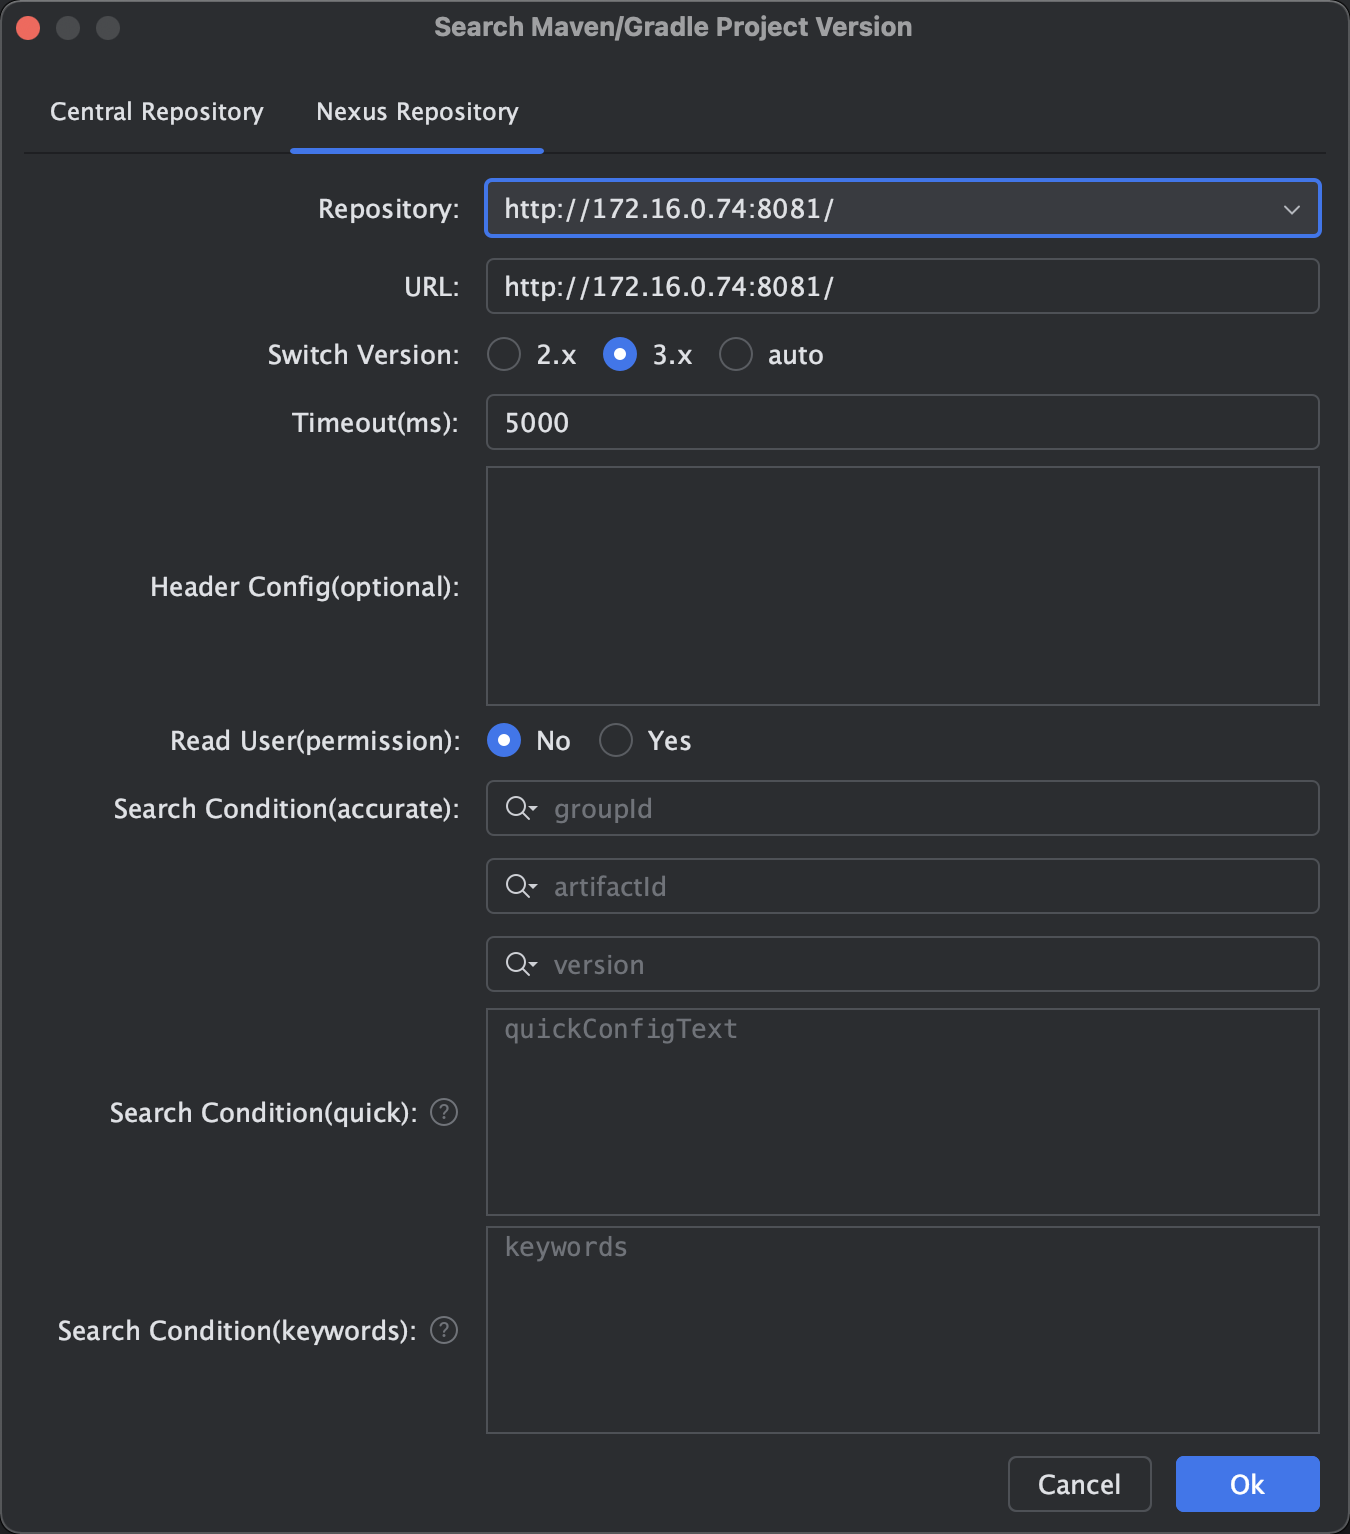 Search Maven/Gradle Project Version
Central Repository Nexus Repository
Repository: http://172.16.0.74:8081/
URL: http://172.16.0.74:8081/
Switch Version: 2.x 3.x auto
Timeout(ms): 5000
Header Config(optional):
Read User(permission): No Yes
Search Condition(accurate): groupId
artifactId
version
quickConfigText
Search Condition(quick): ?
keywords
Search Condition(keywords): ?
Cancel Ok